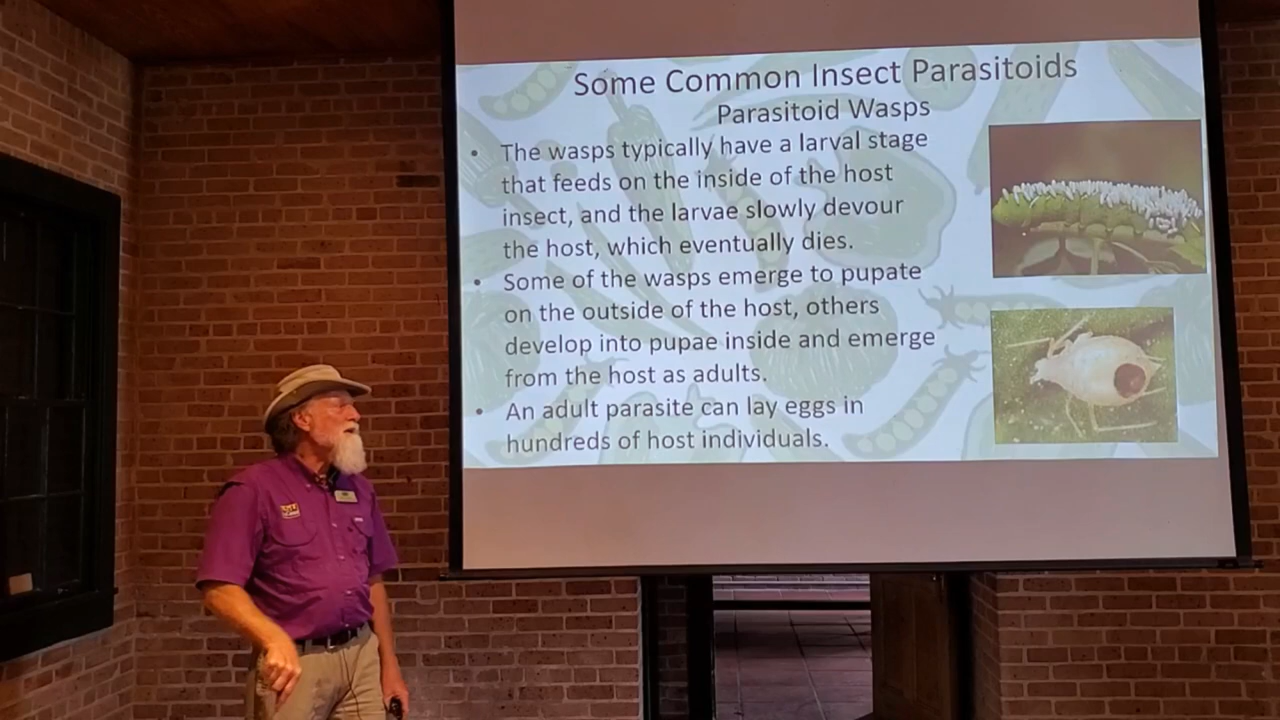 Some Common Insect Parasitoids
Parasitoid Wasps
• The wasps typically have a larval stage
that feeds on the inside of the host
insect, and the larvae slowly devour
the host, which eventually dies.
• Some of the wasps emerge to pupate
on the outside of the host, others
develop into pupae inside and emerge
from the host as adults.
• An adult parasite can lay eggs in
hundreds of host individuals.